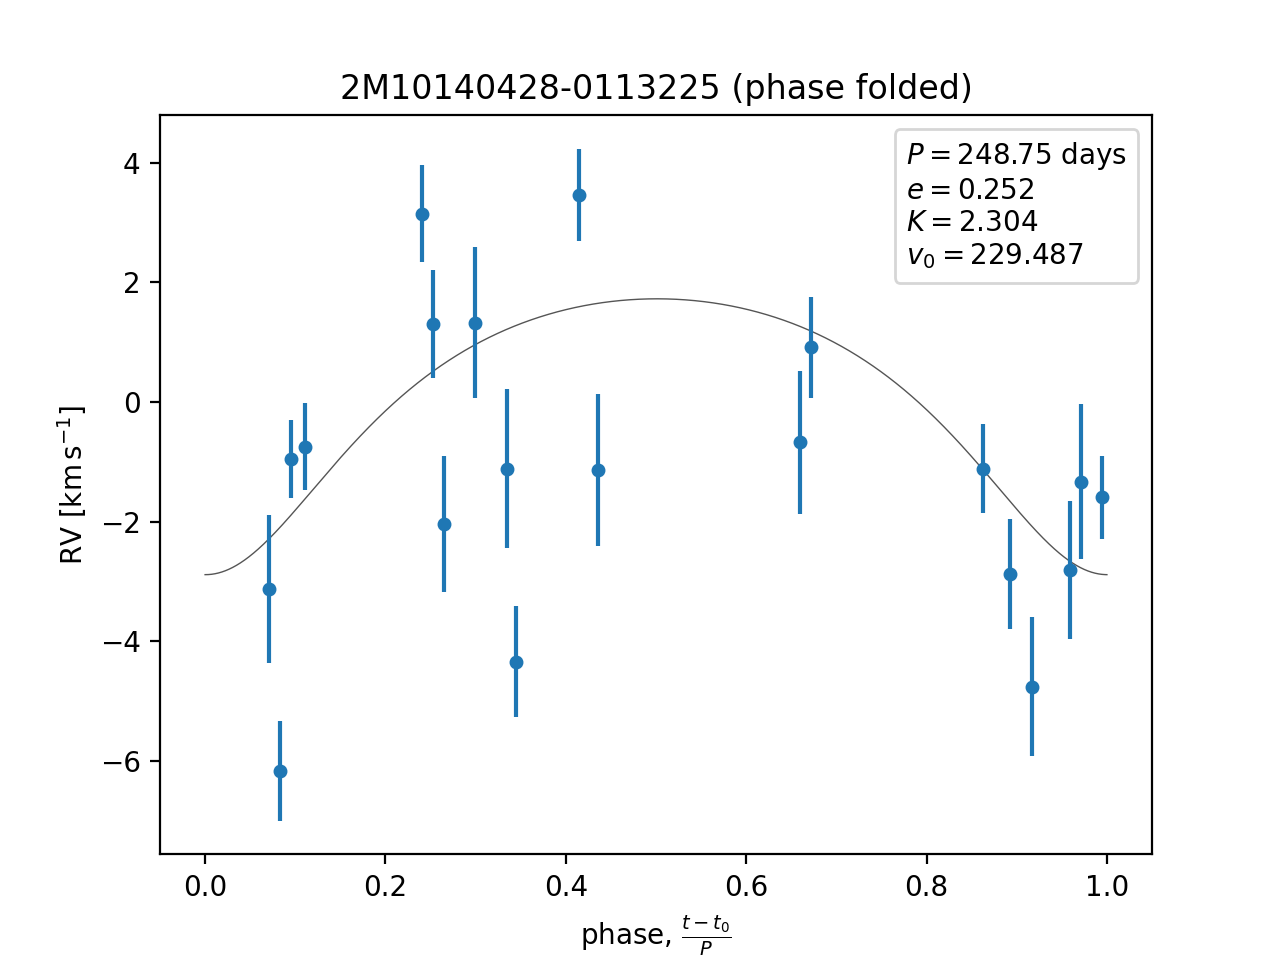 2M10140428-0113225 (phase folded)
P = 248.75 days
e = 0.252
K = 2.304
v₀ = 229.487
4
2
0
−2
−4
−6
RV [km s⁻¹]
0.0 0.2 0.4 0.6 0.8 1.0
phase, (t − t₀)/P